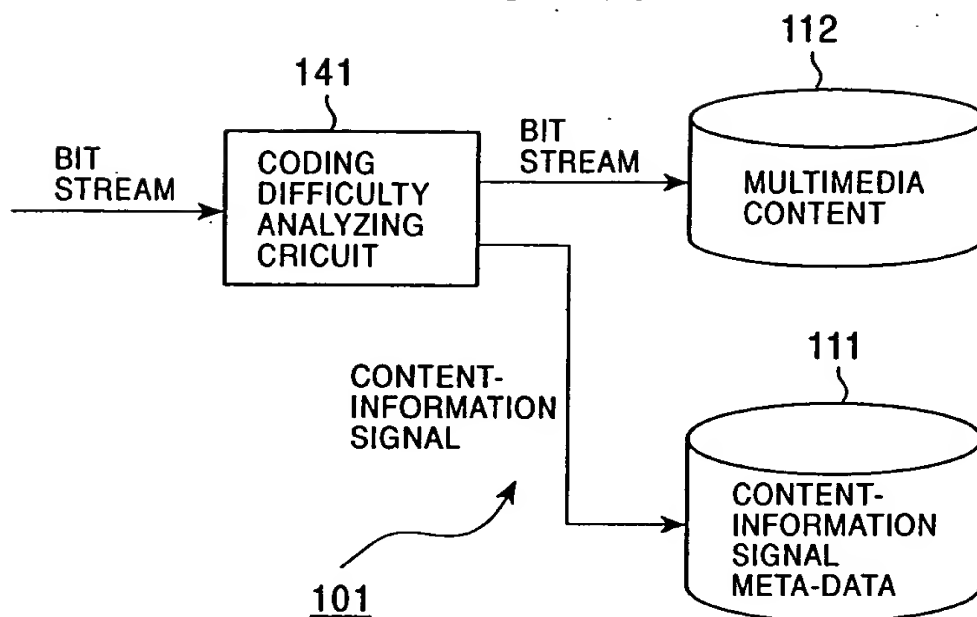 112
141
BIT
STREAM
CODING
DIFFICULTY
ANALYZING
CRICUIT
BIT
STREAM
MULTIMEDIA
CONTENT
111
CONTENT-
INFORMATION
SIGNAL
CONTENT-
INFORMATION
SIGNAL
META-DATA
101